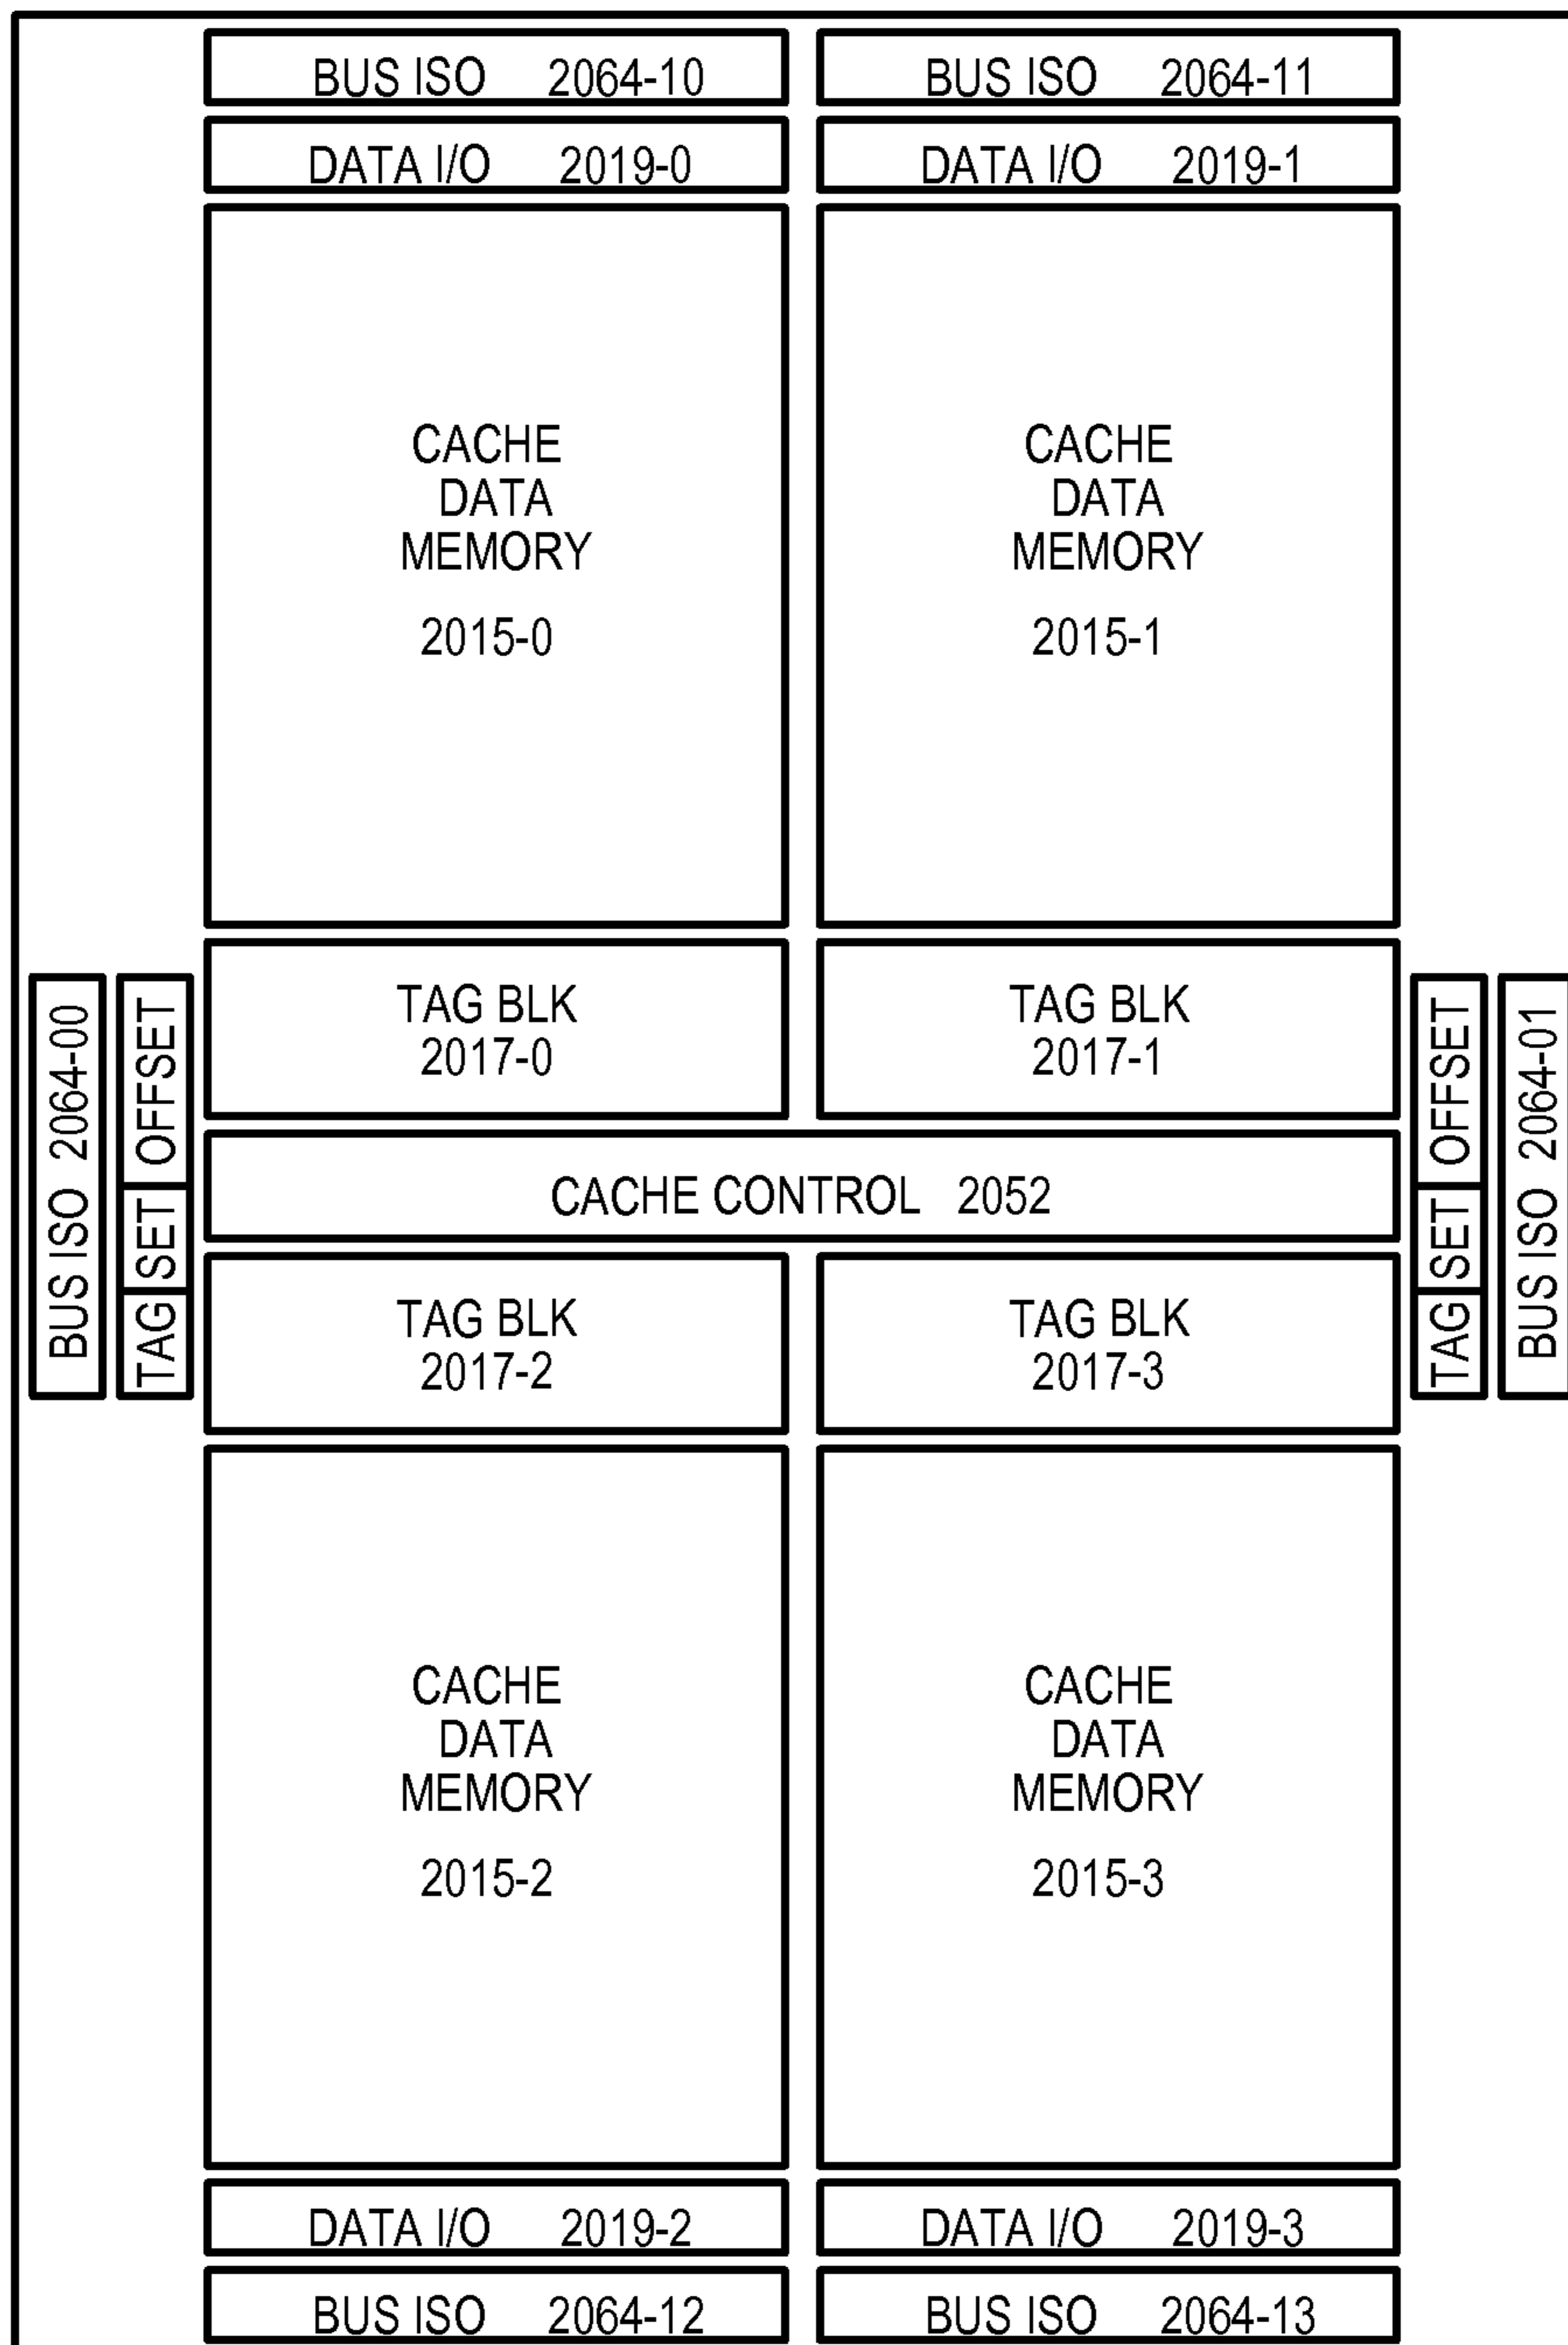 BUS ISO 2064-10
BUS ISO 2064-11
DATA I/O 2019-0
DATA I/O 2019-1
CACHE
DATA
MEMORY
2015-0
CACHE
DATA
MEMORY
2015-1
BUS ISO 2064-00
TAG SET OFFSET
TAG BLK
2017-0
TAG BLK
2017-1
CACHE CONTROL 2052
TAG BLK
2017-2
TAG BLK
2017-3
TAG SET OFFSET
BUS ISO 2064-01
CACHE
DATA
MEMORY
2015-2
CACHE
DATA
MEMORY
2015-3
DATA I/O 2019-2
DATA I/O 2019-3
BUS ISO 2064-12
BUS ISO 2064-13